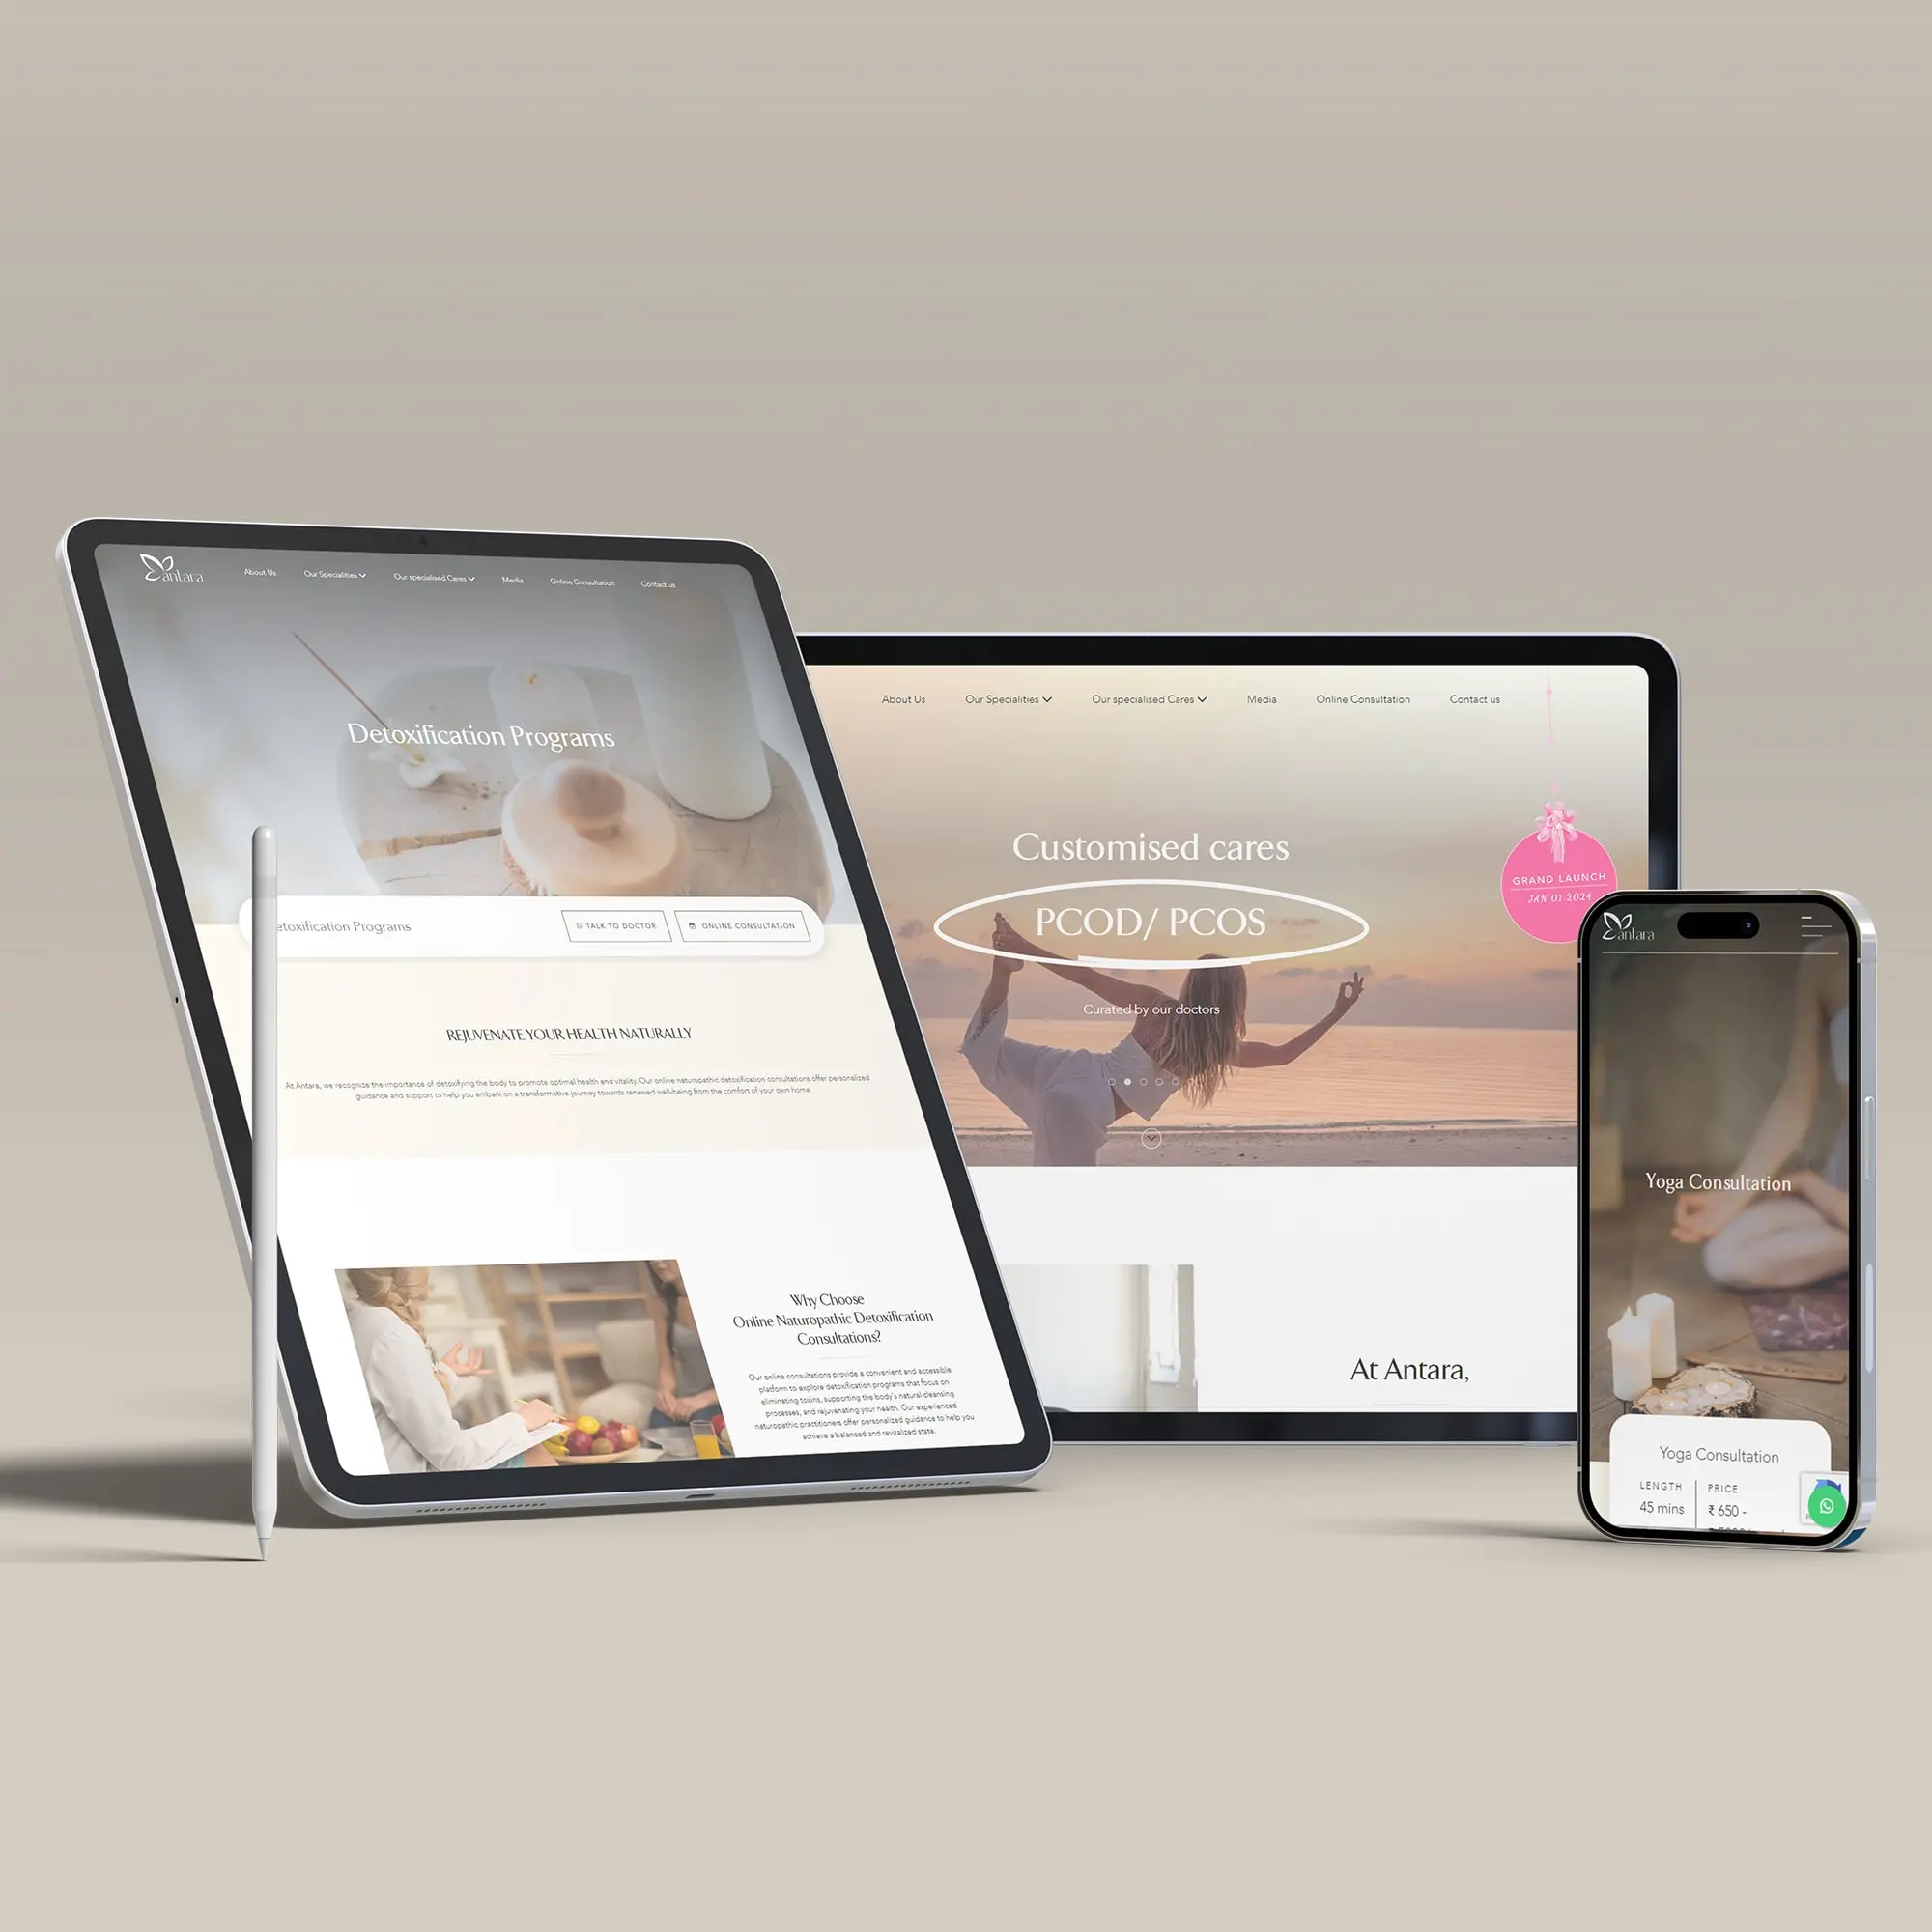 antara
About Us
Our Specialities
Our specialised Cares
Media
Online Consultation
Contact us
Detoxification Programs
etoxification Programs
TALK TO DOCTOR
ONLINE CONSULTATION
REJUVENATE YOUR HEALTH NATURALLY
At Antara, we recognize the importance of detoxifying the body to promote optimal health and vitality. Our online naturopathic detoxification consultations offer personalized
guidance and support to help you embark on a transformative journey towards renewed well-being from the comfort of your own home.
Why Choose
Online Naturopathic Detoxification
Consultations?
Our online consultations provide a convenient and accessible
platform to explore detoxification programs that focus on
eliminating toxins, supporting the body's natural cleansing
processes, and rejuvenating your health. Our experienced
naturopathic practitioners offer personalized guidance to help you
achieve a balanced and revitalized state.
About Us
Our Specialities
Our specialised Cares
Media
Online Consultation
Contact us
Customised cares
PCOD/ PCOS
Curated by our doctors
GRAND LAUNCH
JAN 01 2024
At Antara,
antara
Yoga Consultation
Yoga Consultation
LENGTH
45 mins
PRICE
₹ 650 -